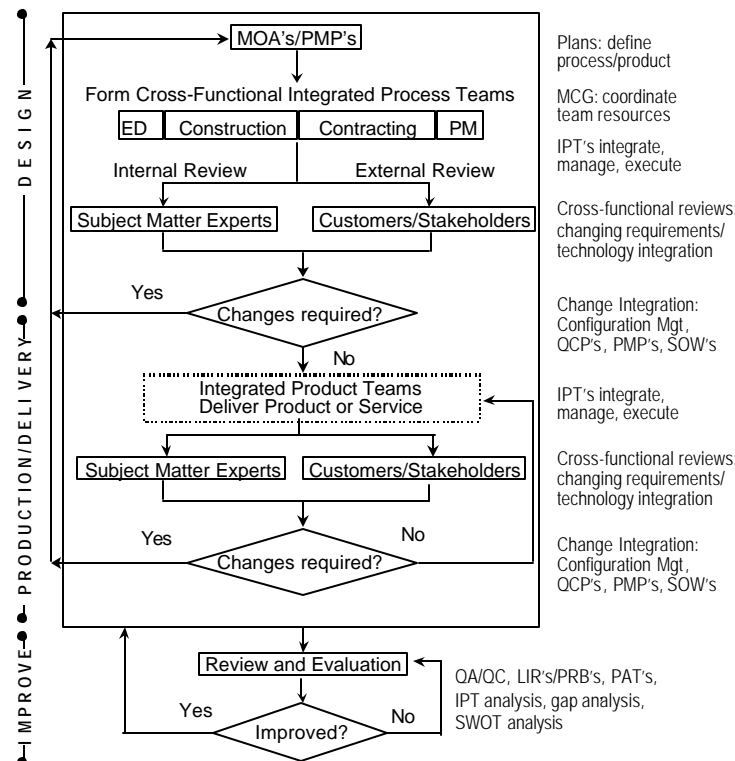 DESIGN
PRODUCTION/DELIVERY
IMPROVE
MOA's/PMP's
Form Cross-Functional Integrated Process Teams
ED Construction Contracting PM
Internal Review External Review
Subject Matter Experts Customers/Stakeholders
Yes
Changes required?
No
Integrated Product Teams
Deliver Product or Service
Subject Matter Experts Customers/Stakeholders
Yes No
Changes required?
Review and Evaluation
Yes No
Improved?
Plans: define
process/product
MCG: coordinate
team resources
IPT's integrate,
manage, execute
Cross-functional reviews:
changing requirements/
technology integration
Change Integration:
Configuration Mgt,
QCP's, PMP's, SOW's
IPT's integrate,
manage, execute
Cross-functional reviews:
changing requirements/
technology integration
Change Integration:
Configuration Mgt,
QCP's, PMP's, SOW's
QA/QC, LIR's/PRB's, PAT's,
IPT analysis, gap analysis,
SWOT analysis